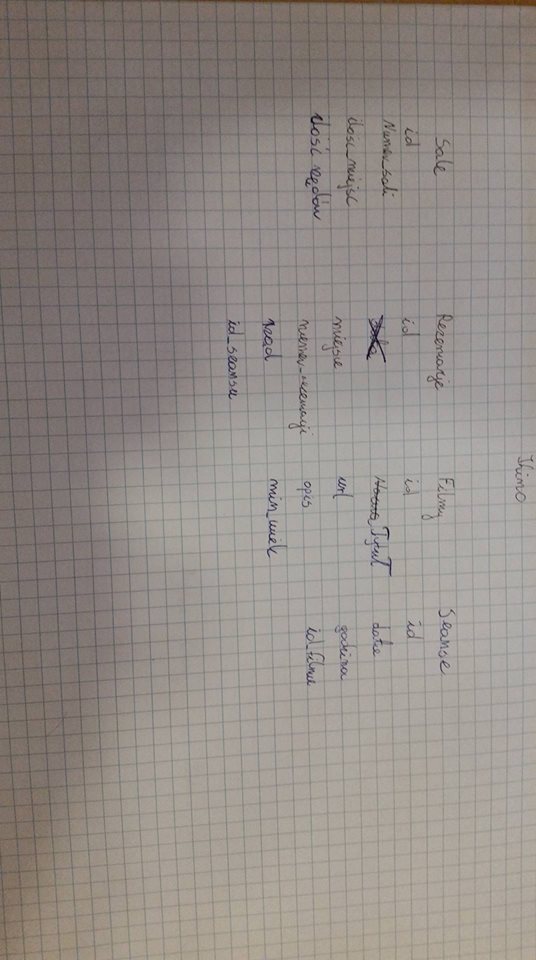 Kino
Sale
id
Numer_sali
ilość_miejsc
ilość rzędów
Rezerwacje
id
miejsce
numer_rezerwacji
rząd
id_seansu
Filmy
id
Nazwa Tytuł
url
opis
min_wiek
Seanse
id
data
godzina
id_filmu